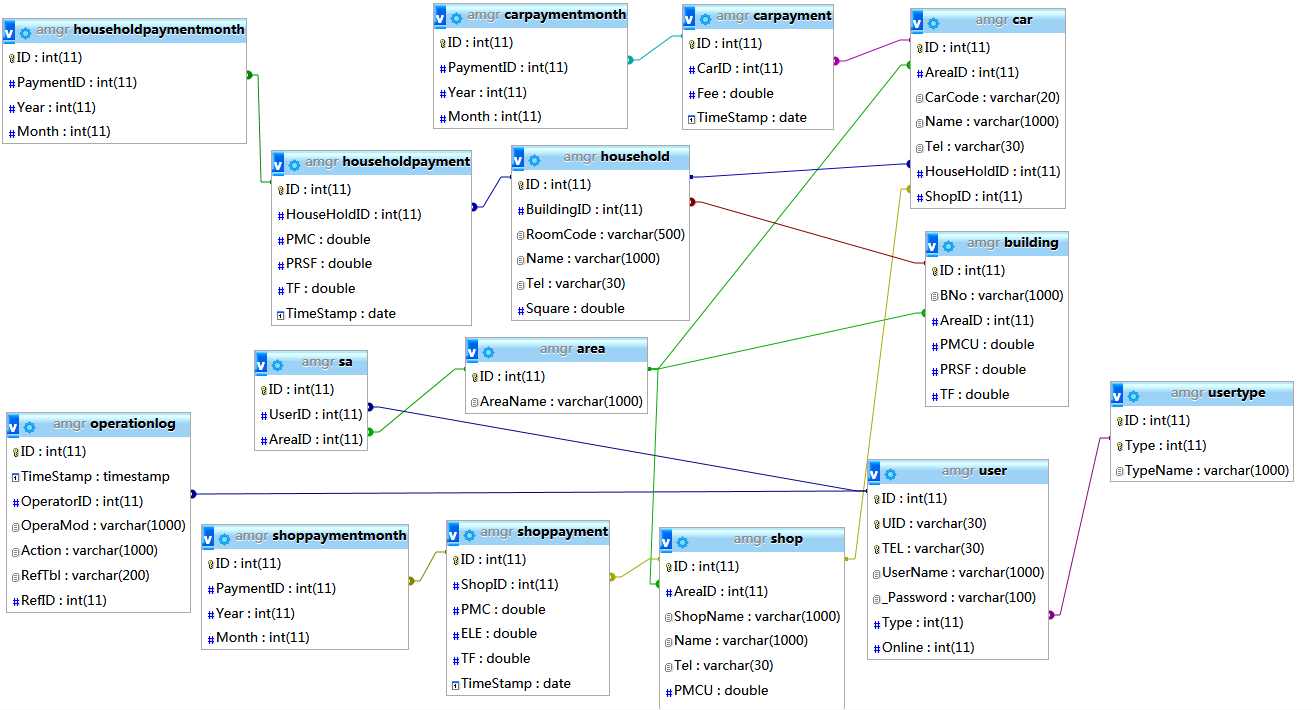 amgr householdpaymentmonth
ID : int(11)
PaymentID : int(11)
Year : int(11)
Month : int(11)
amgr carpaymentmonth
ID : int(11)
PaymentID : int(11)
Year : int(11)
Month : int(11)
amgr carpayment
ID : int(11)
CarID : int(11)
Fee : double
TimeStamp : date
amgr car
ID : int(11)
AreaID : int(11)
CarCode : varchar(20)
Name : varchar(1000)
Tel : varchar(30)
HouseHoldID : int(11)
ShopID : int(11)
amgr householdpayment
ID : int(11)
HouseHoldID : int(11)
PMC : double
PRSF : double
TF : double
TimeStamp : date
amgr household
ID : int(11)
BuildingID : int(11)
RoomCode : varchar(500)
Name : varchar(1000)
Tel : varchar(30)
Square : double
amgr building
ID : int(11)
BNo : varchar(1000)
AreaID : int(11)
PMCU : double
PRSF : double
TF : double
amgr sa
ID : int(11)
UserID : int(11)
AreaID : int(11)
amgr area
ID : int(11)
AreaName : varchar(1000)
amgr usertype
ID : int(11)
Type : int(11)
TypeName : varchar(1000)
amgr operationlog
ID : int(11)
TimeStamp : timestamp
OperatorID : int(11)
OperaMod : varchar(1000)
Action : varchar(1000)
RefTbl : varchar(200)
RefID : int(11)
amgr shoppaymentmonth
ID : int(11)
PaymentID : int(11)
Year : int(11)
Month : int(11)
amgr shoppayment
ID : int(11)
ShopID : int(11)
PMC : double
ELE : double
TF : double
TimeStamp : date
amgr shop
ID : int(11)
AreaID : int(11)
ShopName : varchar(1000)
Name : varchar(1000)
Tel : varchar(30)
PMCU : double
amgr user
ID : int(11)
UID : varchar(30)
TEL : varchar(30)
UserName : varchar(1000)
_Password : varchar(100)
Type : int(11)
Online : int(11)